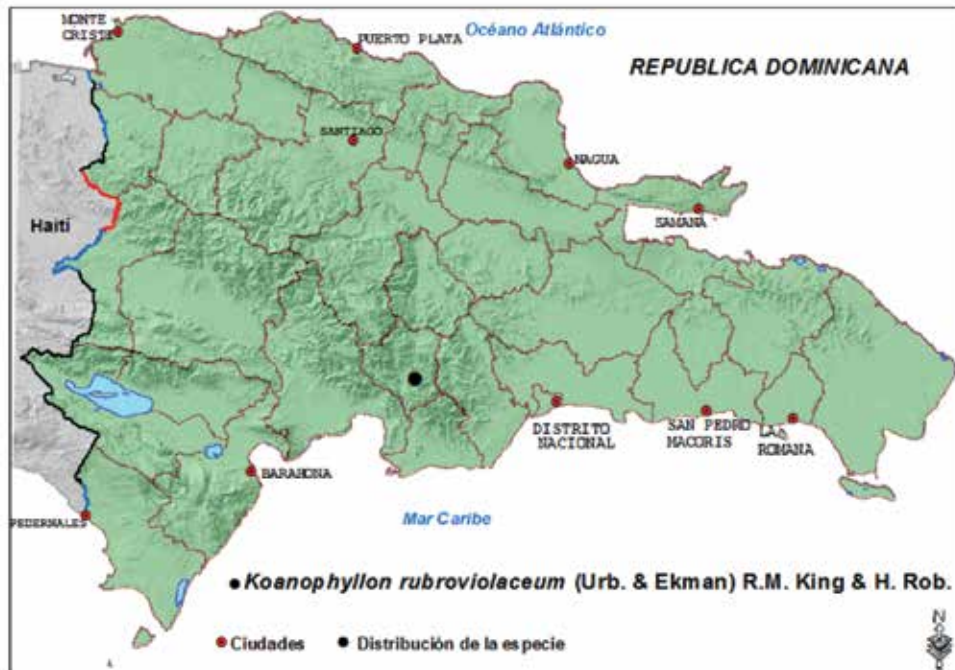 MONTE
CRISTI
PUERTO PLATA
Océano Atlántico
REPUBLICA DOMINICANA
SANTIAGO
NAGUA
SAMANA
Haití
DISTRITO
NACIONAL
SAN PEDRO
MACORIS
LA
ROMANA
BARAHONA
PEDERNALES
Mar Caribe
Koanophyllon rubroviolaceum (Urb. & Ekman) R.M. King & H. Rob.
Ciudades
Distribución de la especie
N